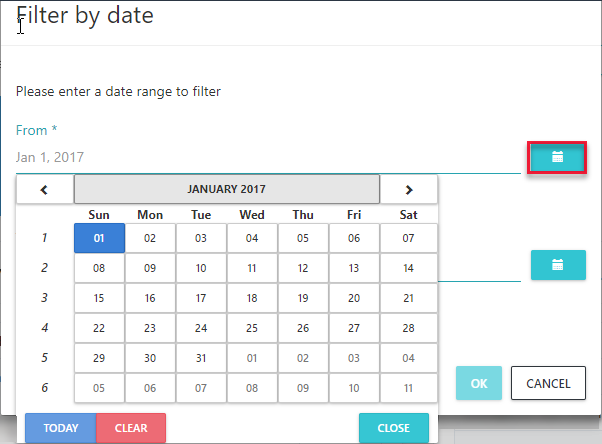 Filter by date
Please enter a date range to filter
From *
Jan 1, 2017
JANUARY 2017
Sun Mon Tue Wed Thu Fri Sat
1 01 02 03 04 05 06 07
2 08 09 10 11 12 13 14
3 15 16 17 18 19 20 21
4 22 23 24 25 26 27 28
5 29 30 31 01 02 03 04
6 05 06 07 08 09 10 11
OK CANCEL
TODAY CLEAR CLOSE